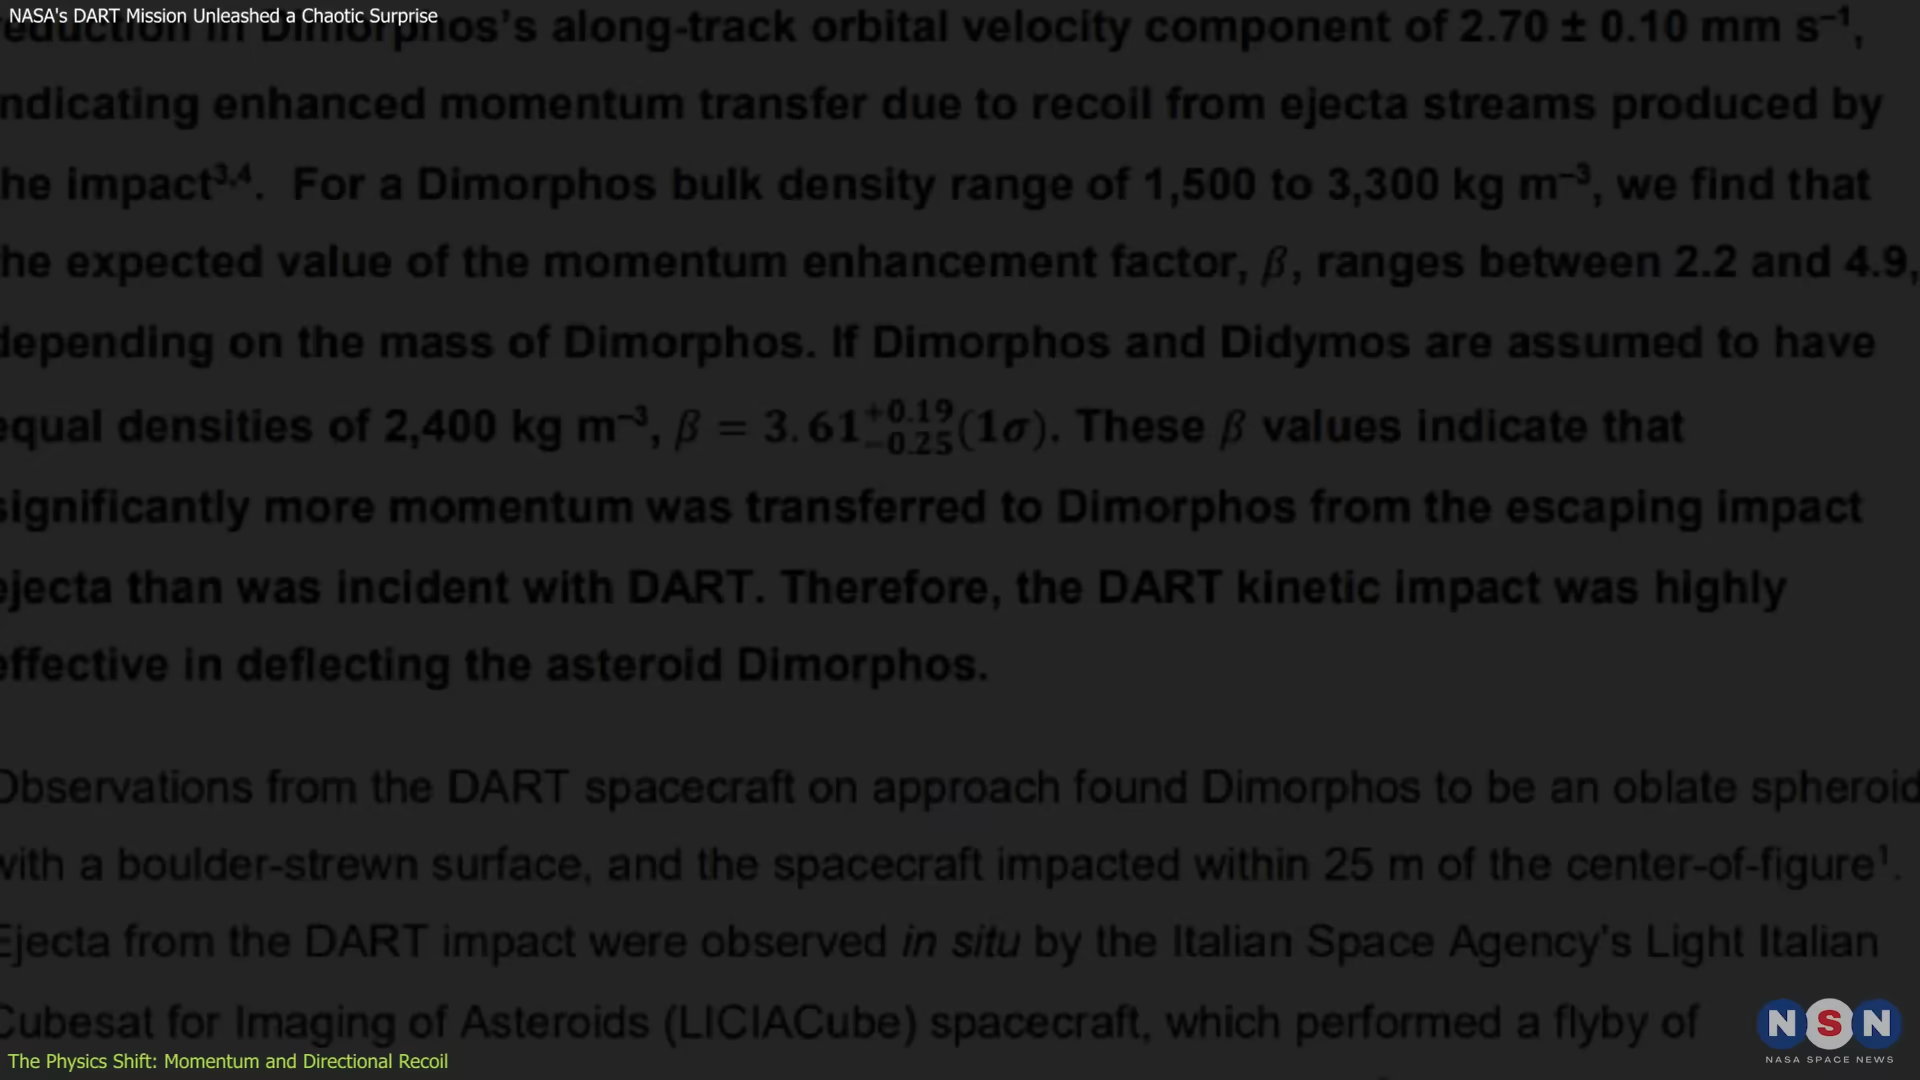 NASA's DART Mission Unleashed a Chaotic Surprise
eduction in Dimorphos's along-track orbital velocity component of 2.70 ± 0.10 mm s⁻¹,
ndicating enhanced momentum transfer due to recoil from ejecta streams produced by
he impact³,⁴. For a Dimorphos bulk density range of 1,500 to 3,300 kg m⁻³, we find that
he expected value of the momentum enhancement factor, β, ranges between 2.2 and 4.9,
depending on the mass of Dimorphos. If Dimorphos and Didymos are assumed to have
equal densities of 2,400 kg m⁻³, β = 3.61+0.19−0.25(1σ). These β values indicate that
significantly more momentum was transferred to Dimorphos from the escaping impact
ejecta than was incident with DART. Therefore, the DART kinetic impact was highly
effective in deflecting the asteroid Dimorphos.
Observations from the DART spacecraft on approach found Dimorphos to be an oblate spheroid
with a boulder-strewn surface, and the spacecraft impacted within 25 m of the center-of-figure¹.
Ejecta from the DART impact were observed in situ by the Italian Space Agency's Light Italian
Cubesat for Imaging of Asteroids (LICIACube) spacecraft, which performed a flyby of
The Physics Shift: Momentum and Directional Recoil
NSN
NASA SPACE NEWS